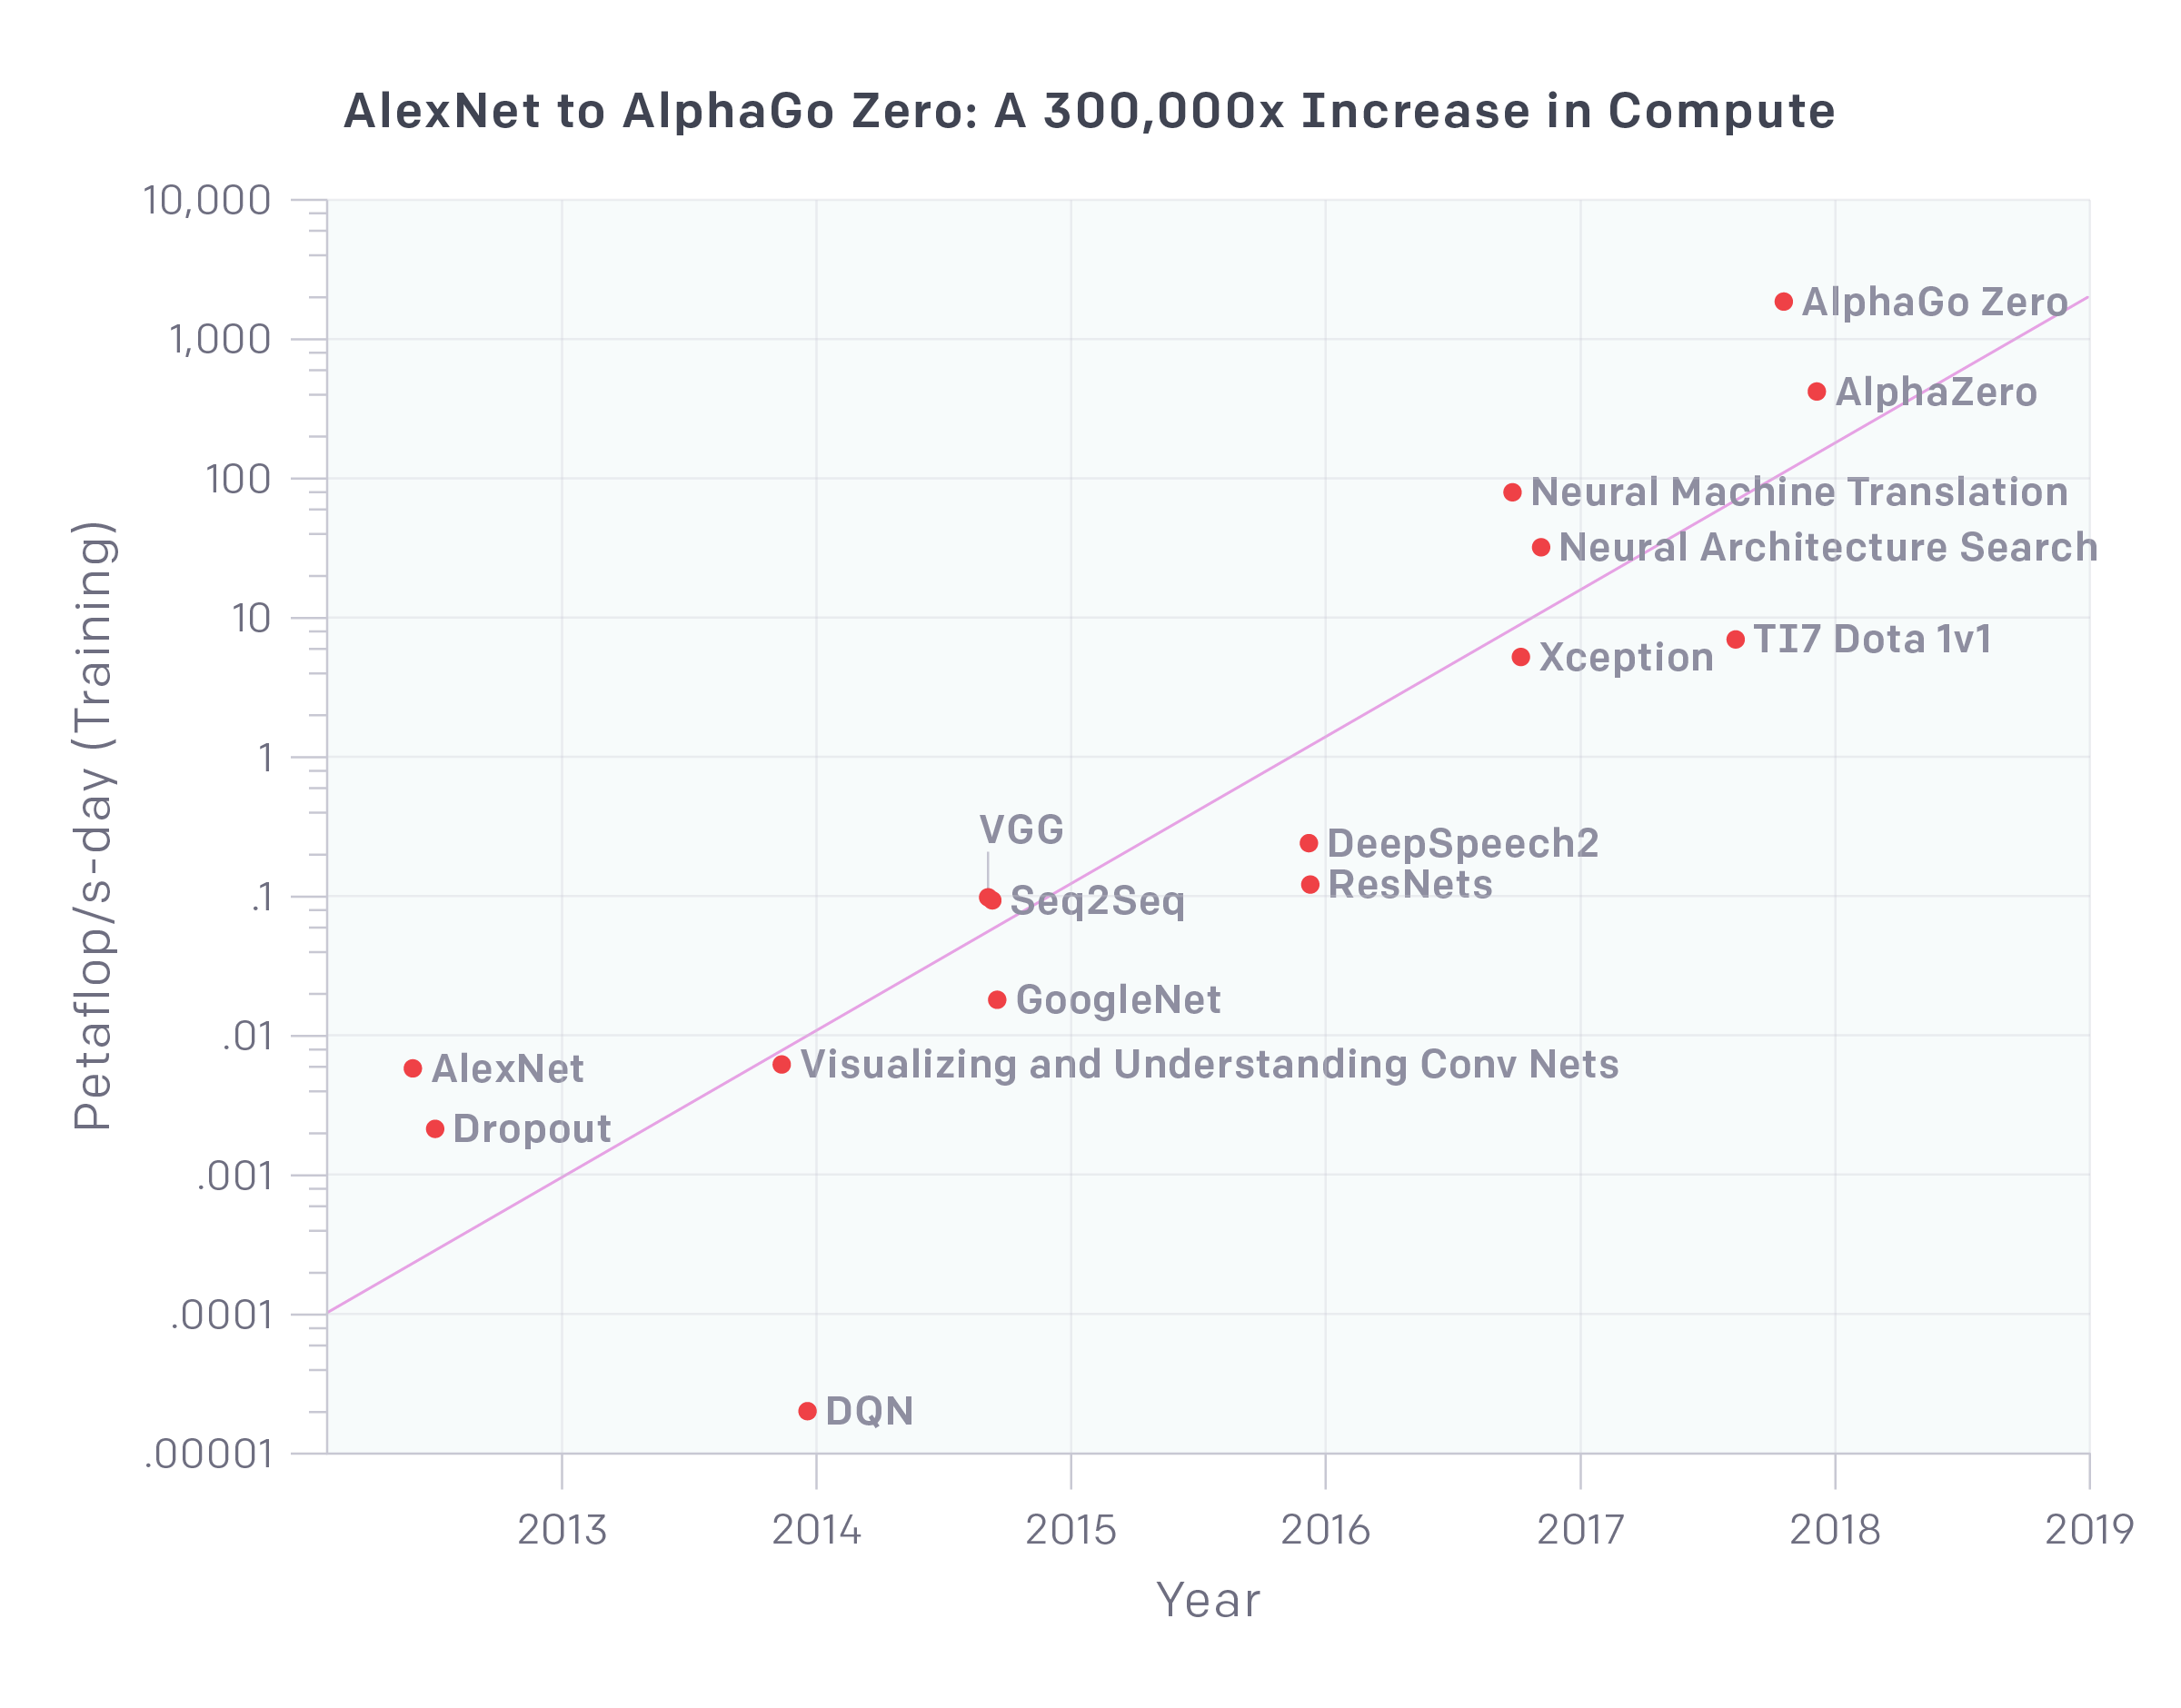 AlexNet to AlphaGo Zero: A 300,000x Increase in Compute
10,000
1,000
100
10
1
.1
.01
.001
.0001
.00001
Petaflop/s-day (Training)
AlphaGo Zero
AlphaZero
Neural Machine Translation
Neural Architecture Search
TI7 Dota 1v1
Xception
VGG
DeepSpeech2
ResNets
Seq2Seq
GoogleNet
Visualizing and Understanding Conv Nets
AlexNet
Dropout
DQN
2013
2014
2015
2016
2017
2018
2019
Year